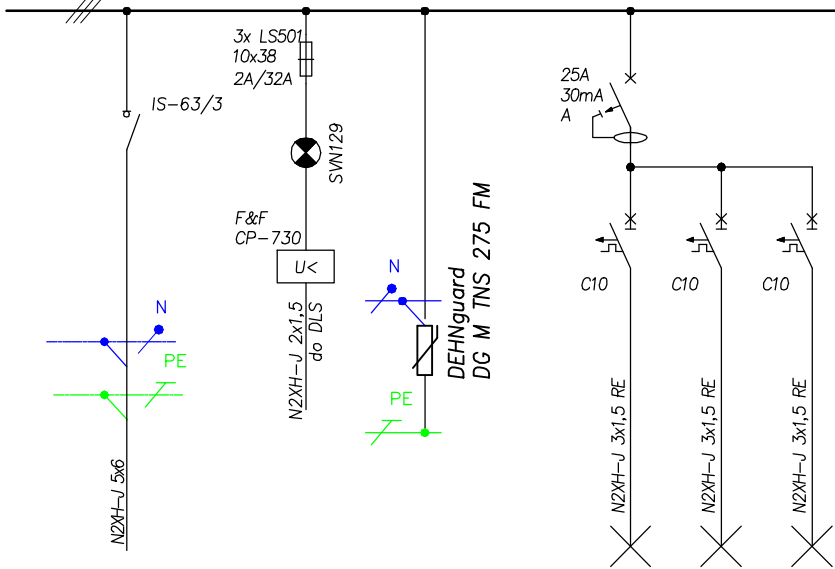 IS-63/3
N
PE
N2XH-J 5x6
3x LS501
10x38
2A/32A
SVN129
F&F
CP-730
U<
N2XH-J 2x1,5
do DLS
N
PE
DEHNguard
DG M TNS 275 FM
25A
30mA
A
C10
C10
C10
N2XH-J 3x1,5 RE
N2XH-J 3x1,5 RE
N2XH-J 3x1,5 RE